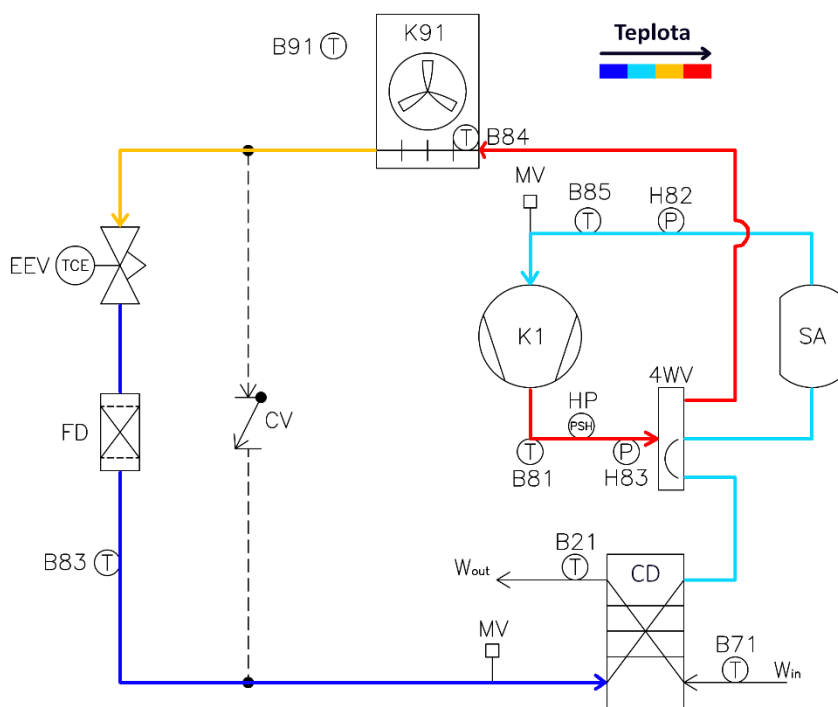 Teplota
K91
B91 T
T B84
MV
B85
H82
T
P
EEV TCE
K1
SA
4WV
HP
PSH
FD
CV
T
P
B81
H83
B83 T
B21
Wout
T
CD
MV
B71
T
Win